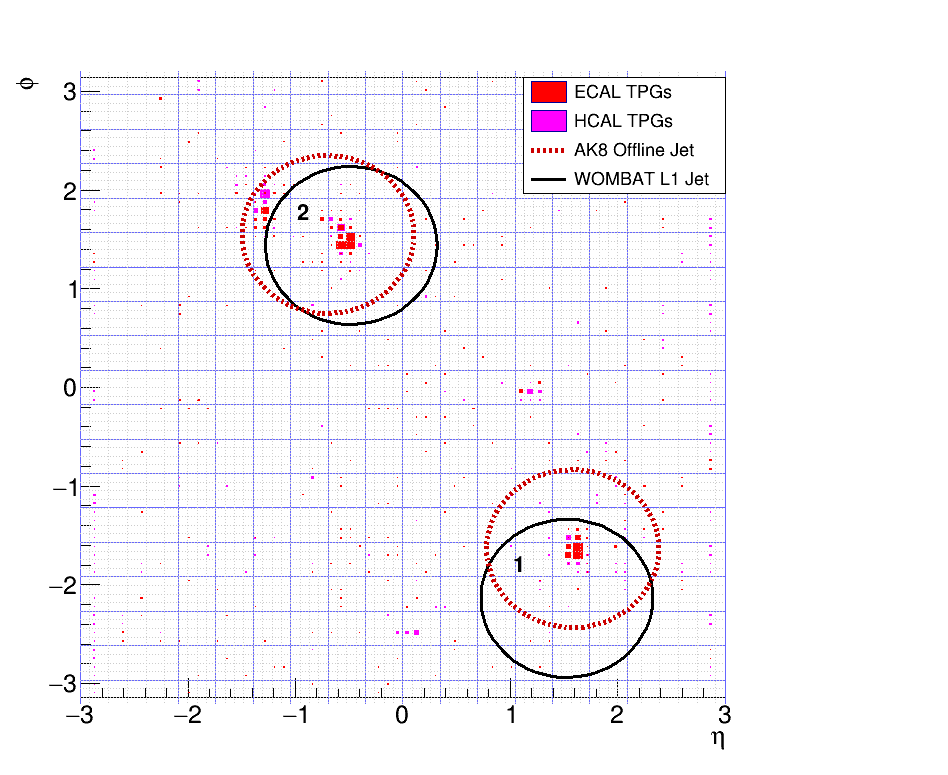 φ
3
2
1
0
−1
−2
−3
ECAL TPGs
HCAL TPGs
AK8 Offline Jet
WOMBAT L1 Jet
2
1
−3 −2 −1 0 1 2 3
η